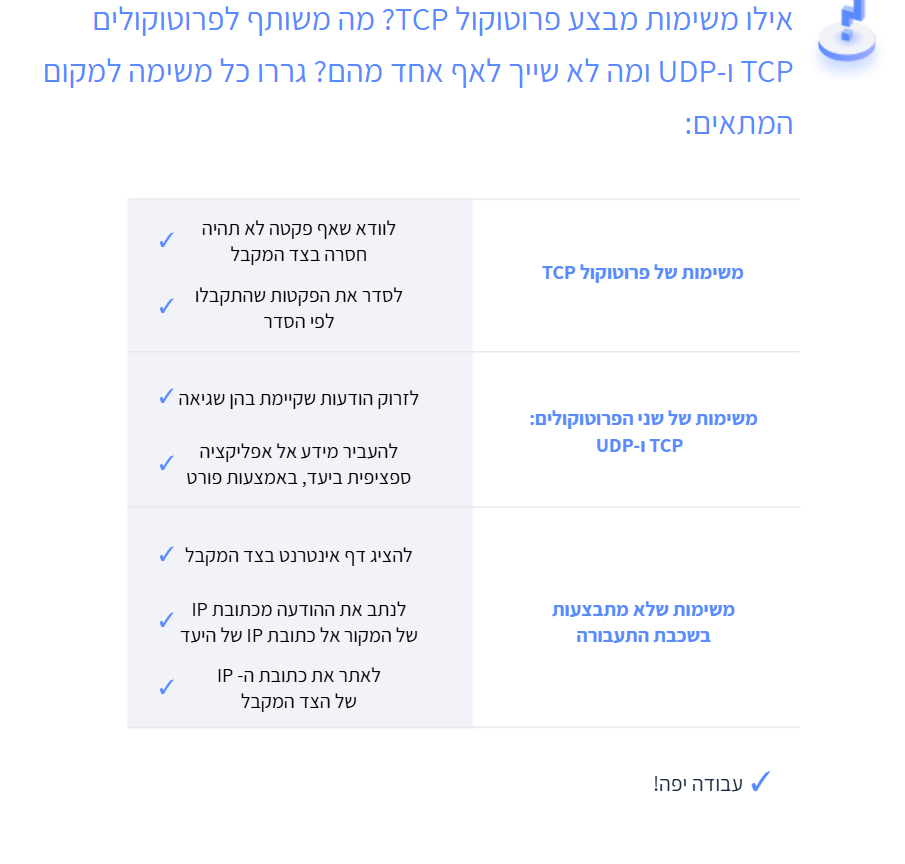 אילו משימות מבצע פרוטוקול TCP? מה משותף לפרוטוקולים
TCP ו-UDP ומה לא שייך לאף אחד מהם? גררו כל משימה למקום
המתאים:
משימות של פרוטוקול TCP
לוודא שאף פקטה לא תהיה
חסרה בצד המקבל
✓
לסדר את הפקטות שהתקבלו
לפי הסדר
✓
משימות של שני הפרוטוקולים:
TCP ו-UDP
לזרוק הודעות שקיימת בהן שגיאה ✓
להעביר מידע אל אפליקציה
ספציפית ביעד, באמצעות פורט
✓
משימות שלא מתבצעות
בשכבת התעבורה
להציג דף אינטרנט בצד המקבל ✓
לנתב את ההודעה מכתובת IP
של המקור אל כתובת IP של היעד
✓
לאתר את כתובת ה- IP
של הצד המקבל
✓
✓ עבודה יפה!